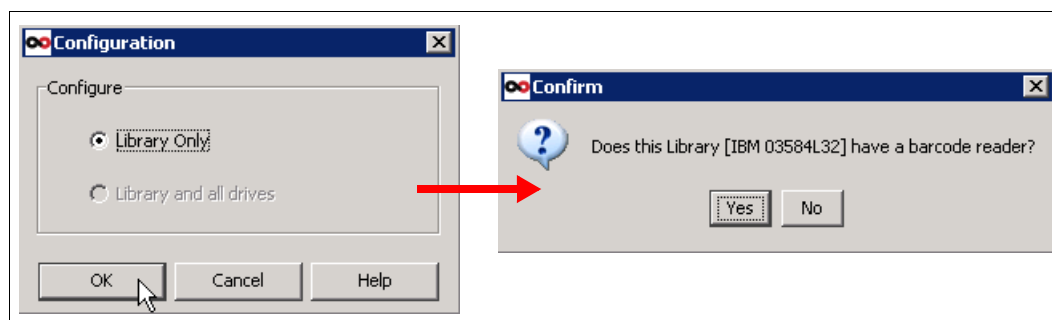 Configuration
Configure
Library Only
Library and all drives
OK
Cancel
Help
Confirm
Does this Library [IBM 03584L32] have a barcode reader?
Yes
No